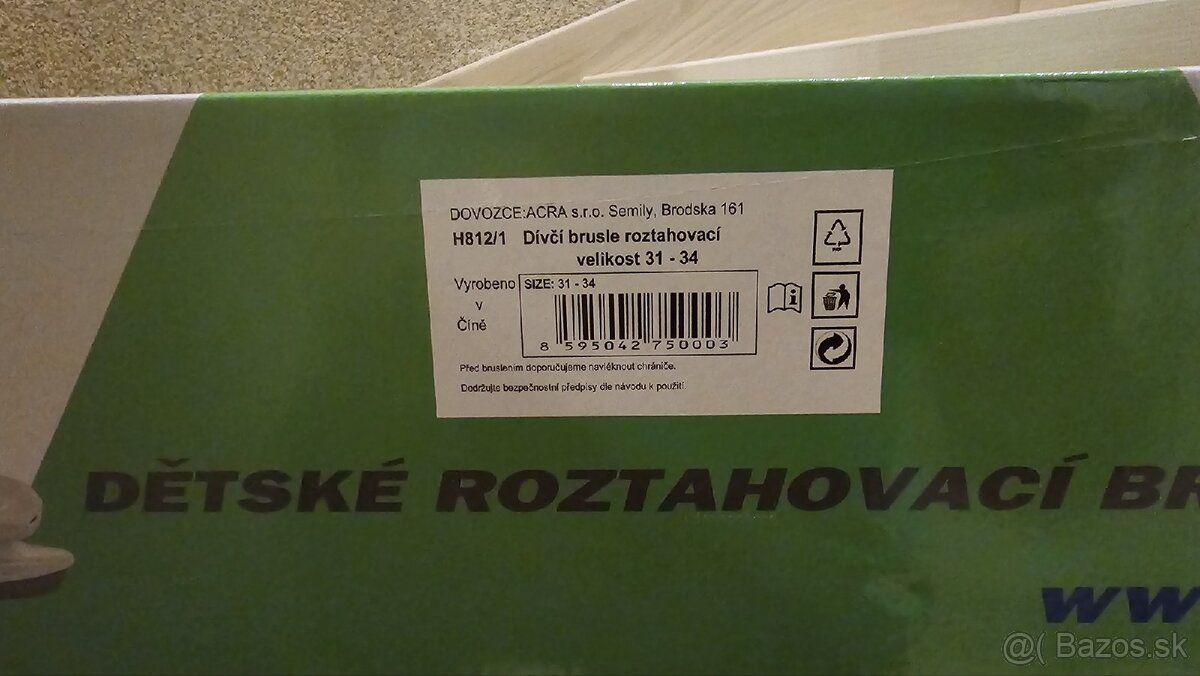 DOVOZCE:ACRA s.r.o. Semily, Brodska 161
H812/1 Dívčí brusle roztahovací
velikost 31 - 34
Vyrobeno
v
Číně
SIZE: 31 - 34
8 595042 750003
Před bruslením doporučujeme navléknout chrániče.
Dodržujte bezpečnostní předpisy dle návodu k použití.
DĚTSKÉ ROZTAHOVACÍ BR
ww
@( Bazos.sk